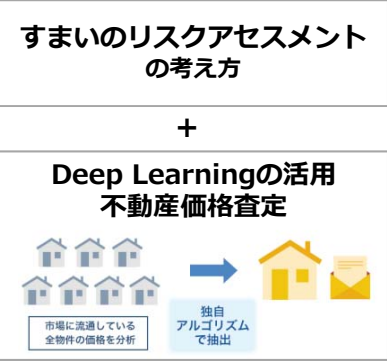 すまいのリスクアセスメント
の考え方
+
Deep Learningの活用
不動産価格査定
市場に流通している
全物件の価格を分析
独自
アルゴリズム
で抽出